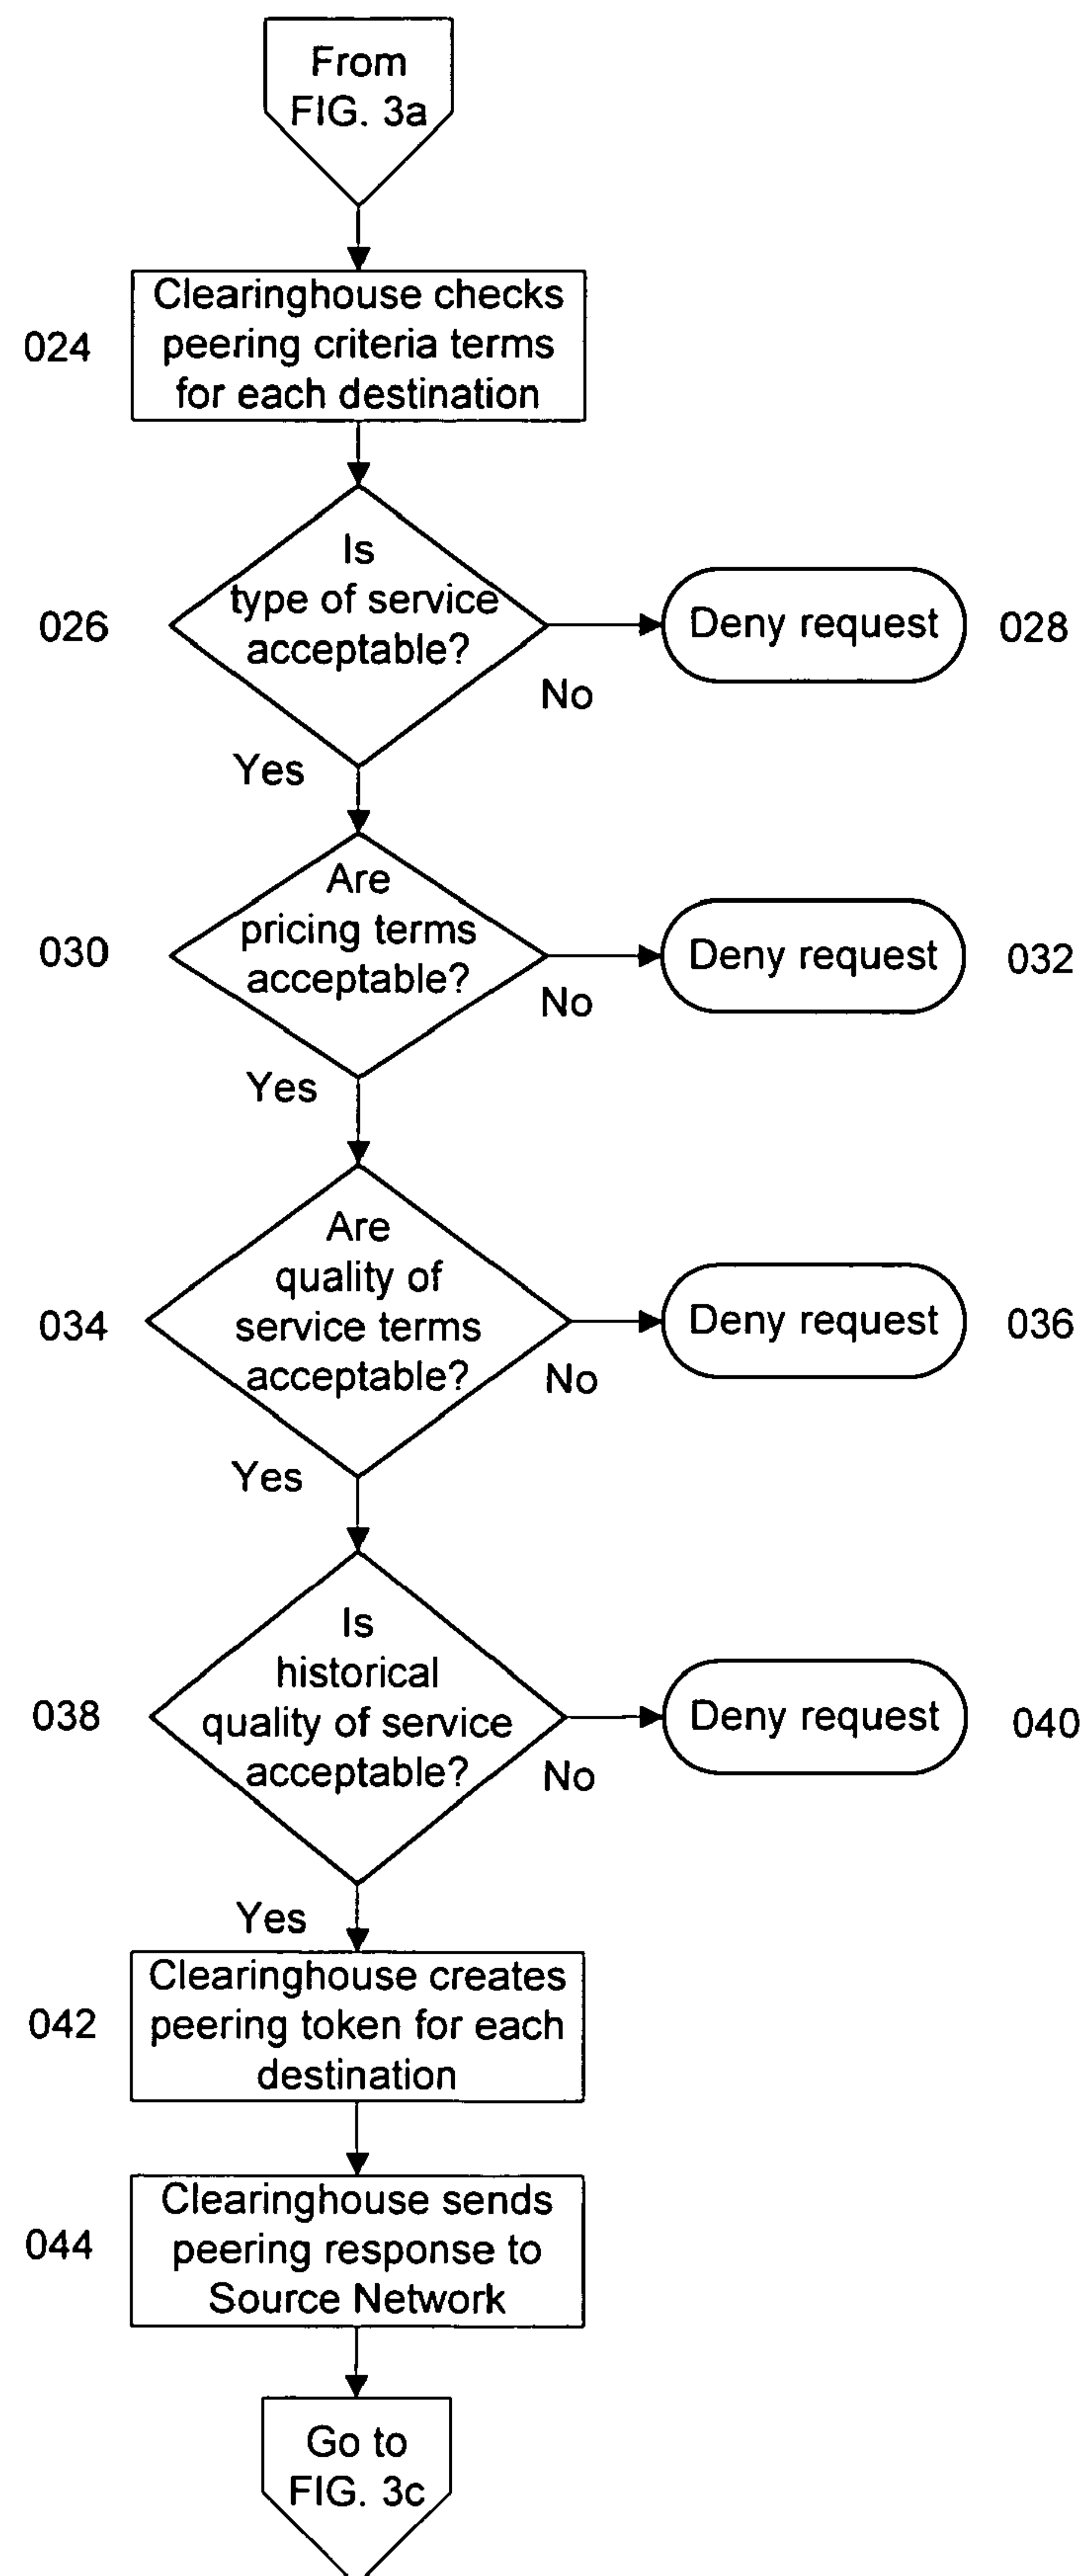 From
FIG. 3a
024
Clearinghouse checks
peering criteria terms
for each destination
026
Is
type of service
acceptable?
No
Deny request
028
Yes
030
Are
pricing terms
acceptable?
No
Deny request
032
Yes
034
Are
quality of
service terms
acceptable?
No
Deny request
036
Yes
038
Is
historical
quality of service
acceptable?
No
Deny request
040
Yes
042
Clearinghouse creates
peering token for each
destination
044
Clearinghouse sends
peering response to
Source Network
Go to
FIG. 3c